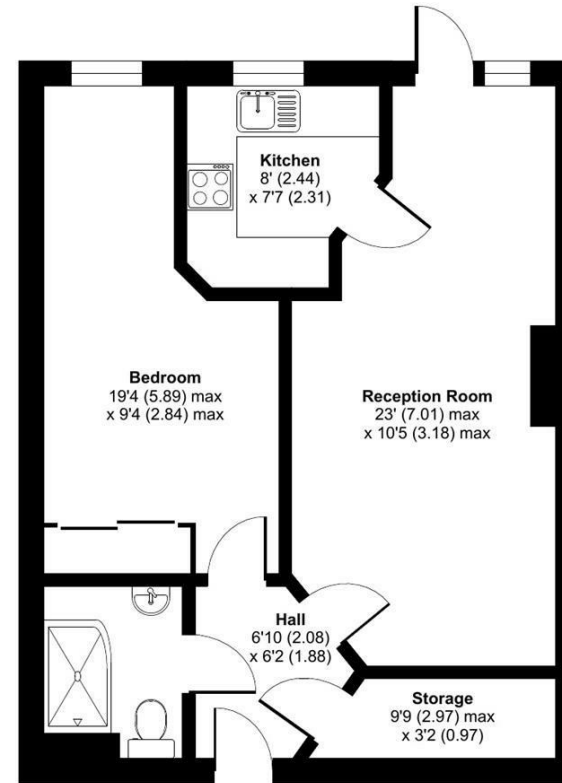 Kitchen
8' (2.44)
x 7'7 (2.31)
Bedroom
19'4 (5.89) max
x 9'4 (2.84) max
Reception Room
23' (7.01) max
x 10'5 (3.18) max
Hall
6'10 (2.08)
x 6'2 (1.88)
Storage
9'9 (2.97) max
x 3'2 (0.97)